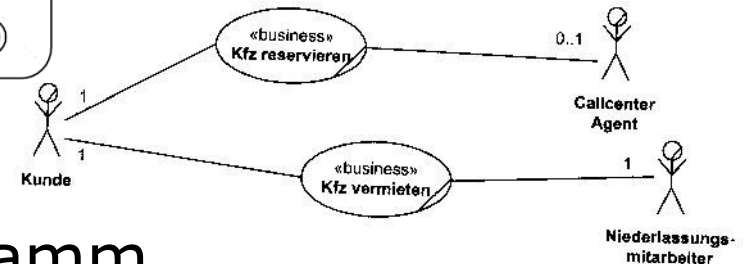 «business»
Kfz reservieren
0..1
1
Callcenter
Agent
1
Kunde
«business»
Kfz vermieten
1
Niederlassungs-
mitarbeiter
amm